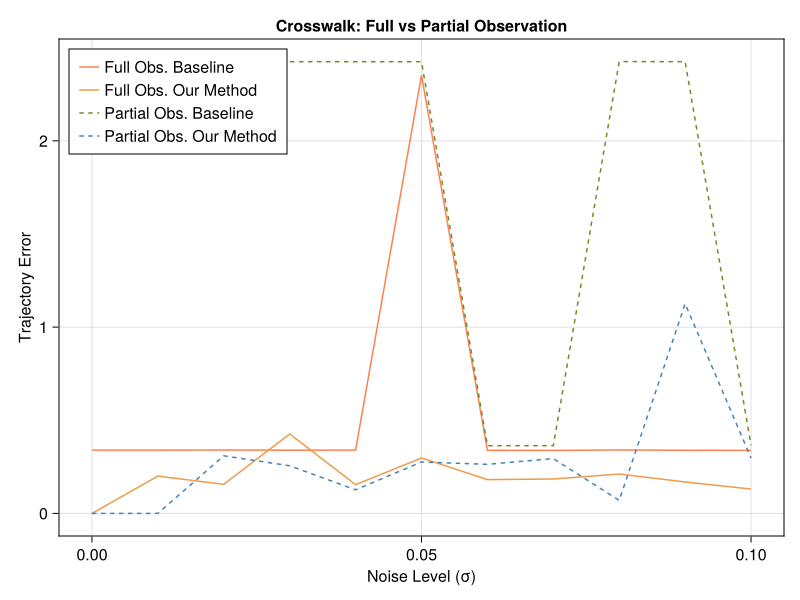 Crosswalk: Full vs Partial Observation
Full Obs. Baseline
Full Obs. Our Method
Partial Obs. Baseline
Partial Obs. Our Method
2
1
0
Trajectory Error
0.00
0.05
0.10
Noise Level (σ)